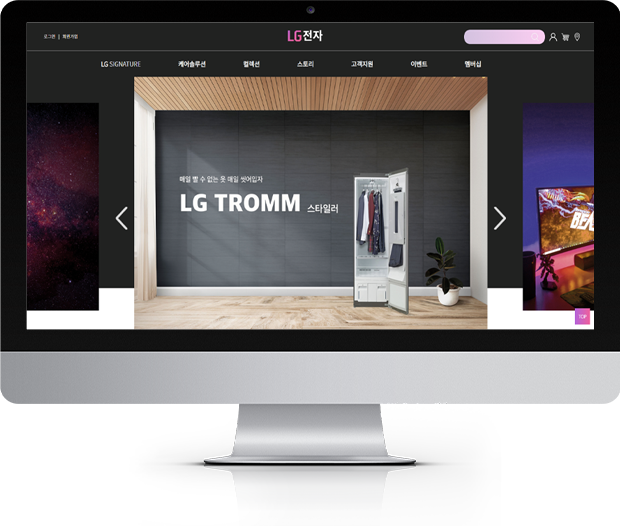 로그인 | 회원가입
LG전자
LG SIGNATURE 케어솔루션 컬렉션 스토리 고객지원 이벤트 멤버십
매일 빨 수 없는 옷 매일 씻어입자
LG TROMM 스타일러
TOP